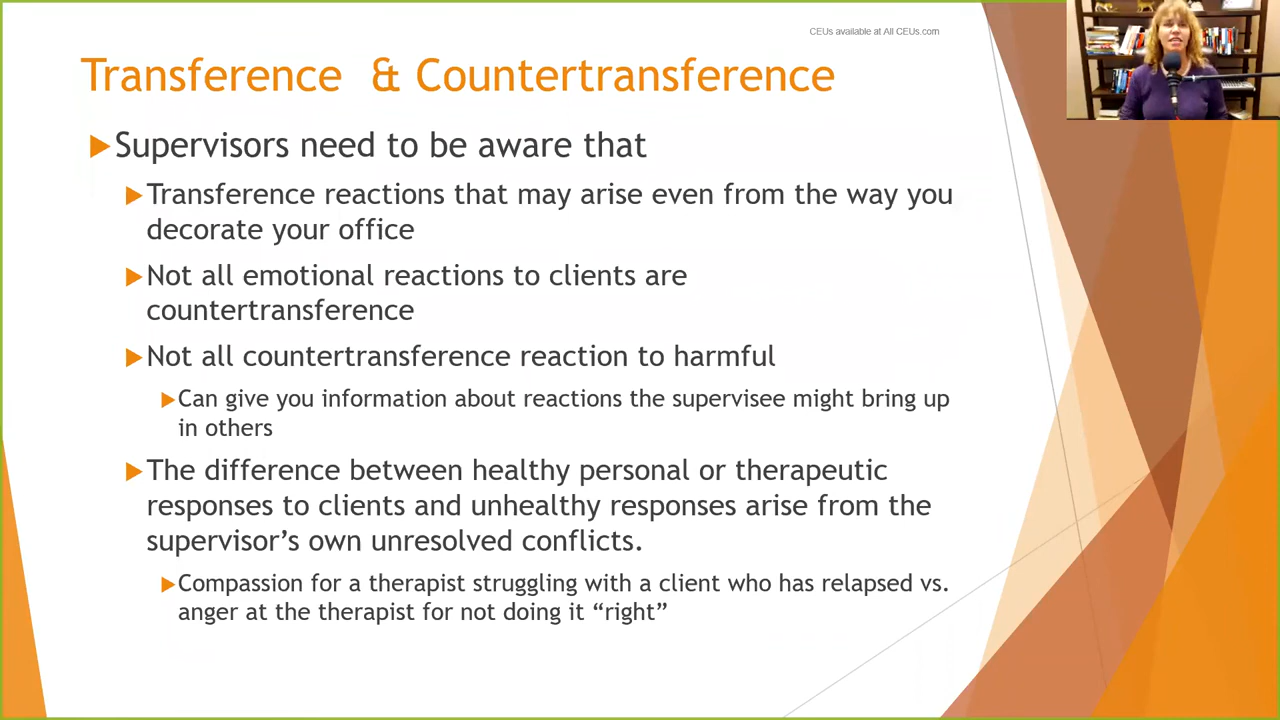 CEUs available at All CEUs.com
Transference & Countertransference
Supervisors need to be aware that
Transference reactions that may arise even from the way you
decorate your office
Not all emotional reactions to clients are
countertransference
Not all countertransference reaction to harmful
Can give you information about reactions the supervisee might bring up
in others
The difference between healthy personal or therapeutic
responses to clients and unhealthy responses arise from the
supervisor’s own unresolved conflicts.
Compassion for a therapist struggling with a client who has relapsed vs.
anger at the therapist for not doing it “right”